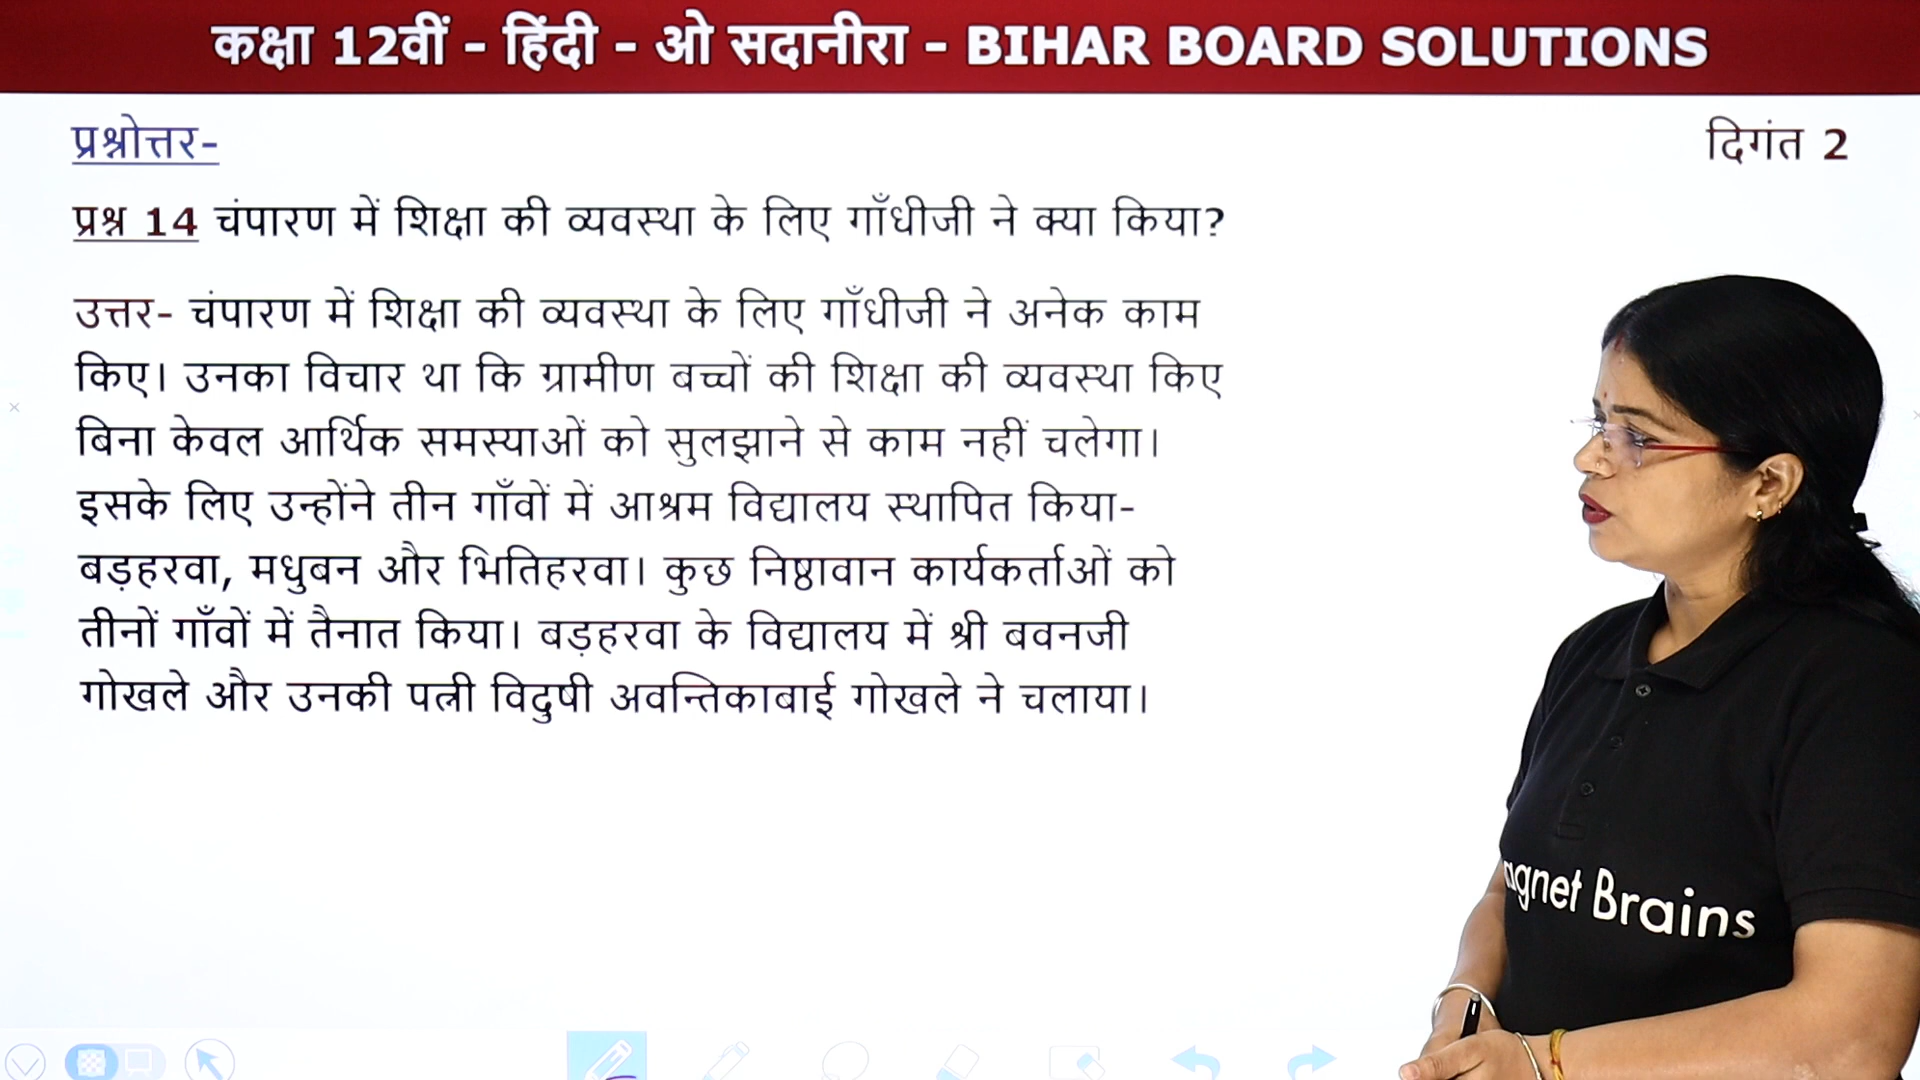 कक्षा 12वीं - हिंदी - ओ सदानीरा - BIHAR BOARD SOLUTIONS
प्रश्नोत्तर-
दिगंत 2
प्रश्न 14 चंपारण में शिक्षा की व्यवस्था के लिए गाँधीजी ने क्या किया?
उत्तर- चंपारण में शिक्षा की व्यवस्था के लिए गाँधीजी ने अनेक काम
किए। उनका विचार था कि ग्रामीण बच्चों की शिक्षा की व्यवस्था किए
बिना केवल आर्थिक समस्याओं को सुलझाने से काम नहीं चलेगा।
इसके लिए उन्होंने तीन गाँवों में आश्रम विद्यालय स्थापित किया-
बड़हरवा, मधुबन और भितिहरवा। कुछ निष्ठावान कार्यकर्ताओं को
तीनों गाँवों में तैनात किया। बड़हरवा के विद्यालय में श्री बवनजी
गोखले और उनकी पत्नी विदुषी अवन्तिकाबाई गोखले ने चलाया।
agnet Brains